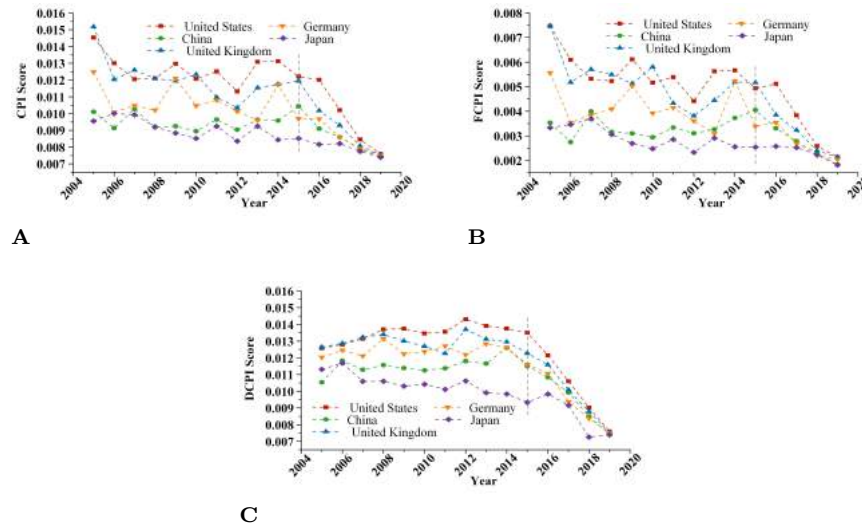 0.016
0.015
0.014
0.013
0.012
0.011
0.010
0.009
0.008
0.007
CPI Score
United States
Germany
China
Japan
United Kingdom
2004
2006
2008
2010
2012
2014
2016
2018
2020
Year
A
0.008
0.007
0.006
0.005
0.004
0.003
0.002
FCPI Score
United States
Germany
China
Japan
United Kingdom
2004
2006
2008
2010
2012
2014
2016
2018
2020
Year
B
0.016
0.015
0.014
0.013
0.012
0.011
0.010
0.009
0.008
0.007
DCPI Score
United States
Germany
China
Japan
United Kingdom
2004
2006
2008
2010
2012
2014
2016
2018
2020
Year
C